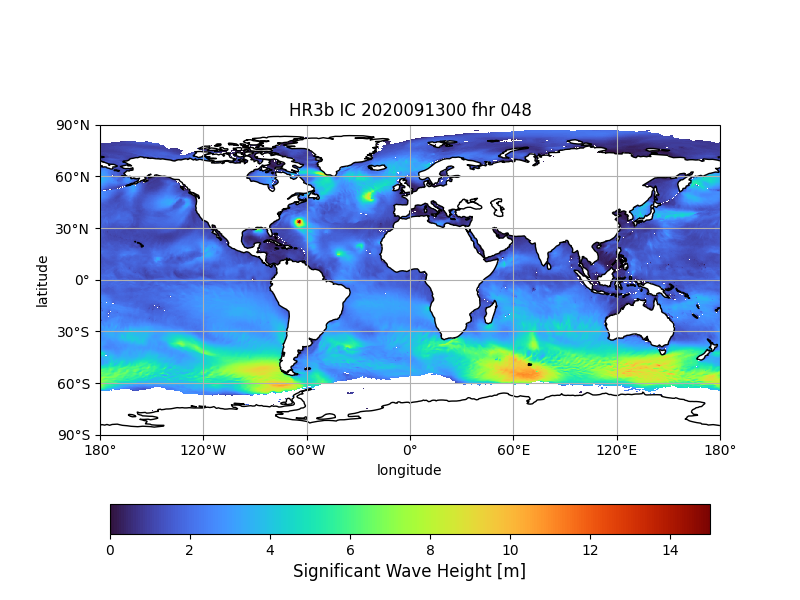 HR3b IC 2020091300 fhr 048
90°N
60°N
30°N
0°
30°S
60°S
90°S
latitude
180°
120°W
60°W
0°
60°E
120°E
180°
longitude
0
2
4
6
8
10
12
14
Significant Wave Height [m]